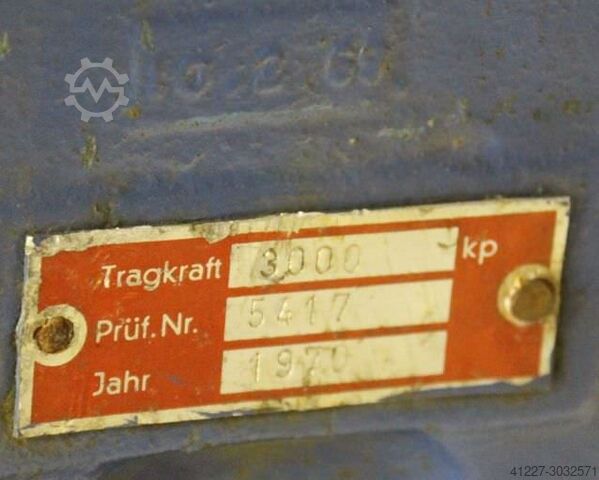 Tragkraft 3000 kp
Prüf. Nr. 5417
Jahr 1970
41227-3032571